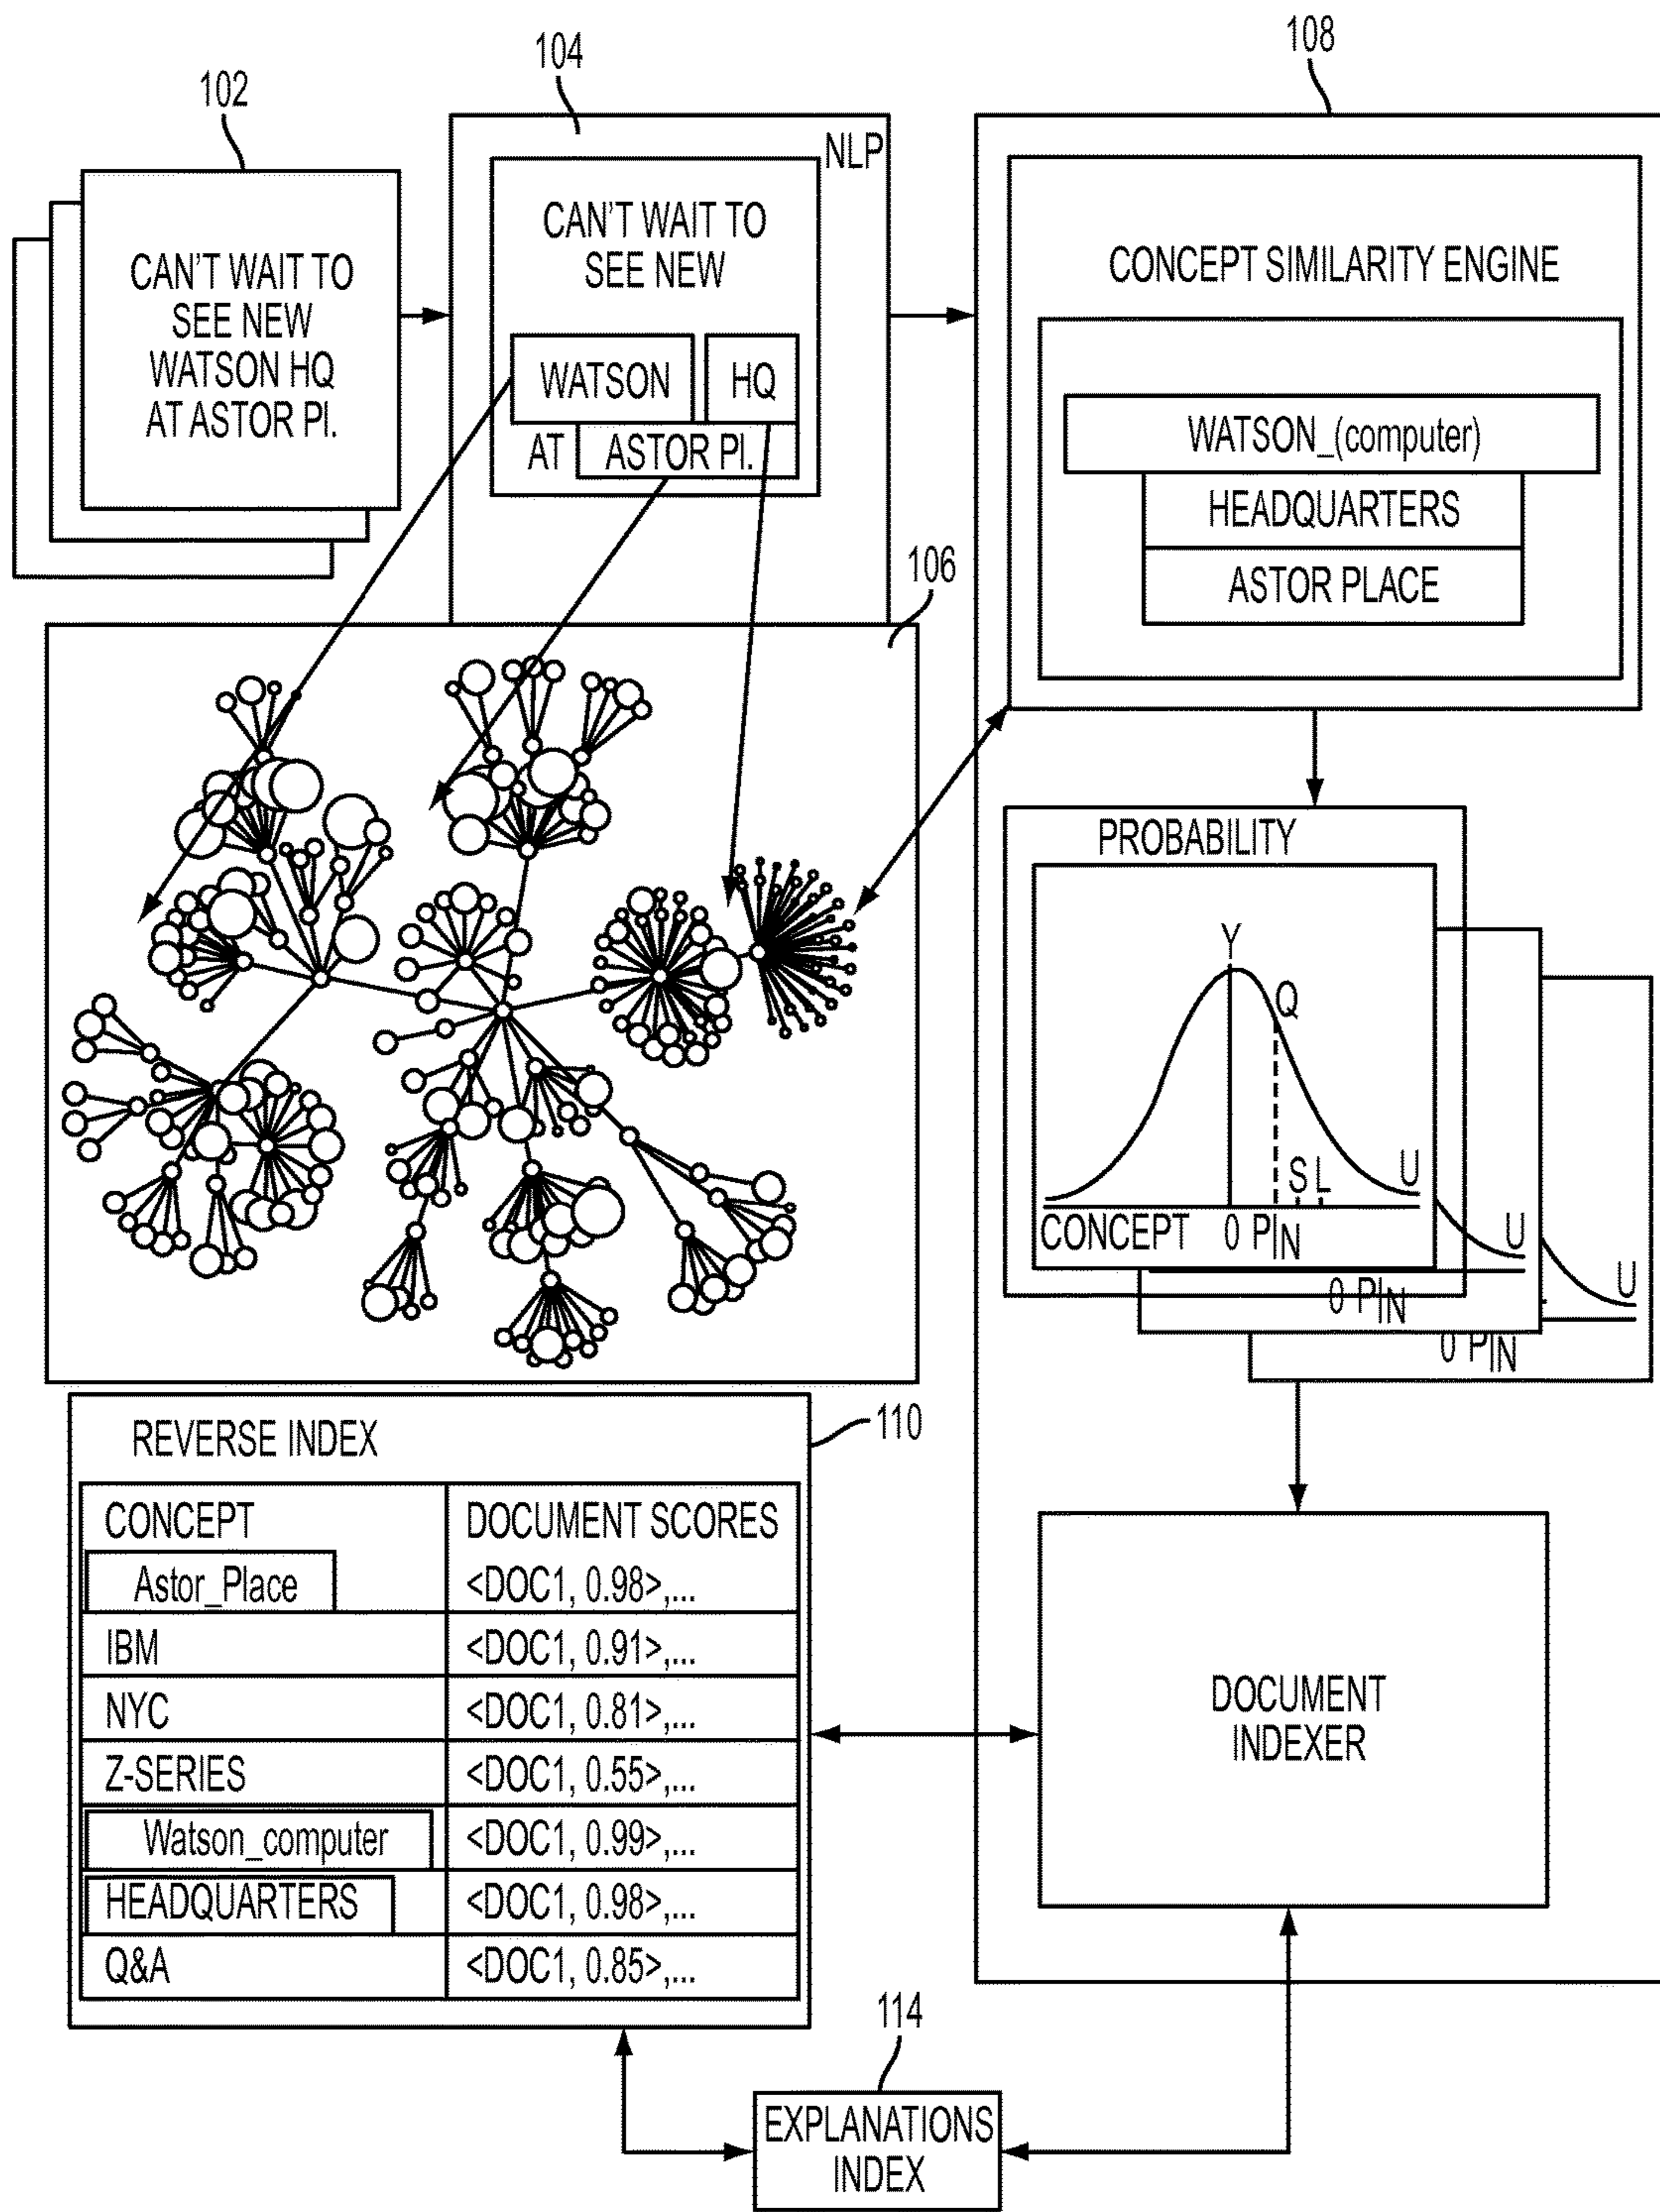 102
CAN'T WAIT TO
SEE NEW
WATSON HQ
AT ASTOR Pl.
104
NLP
CAN'T WAIT TO
SEE NEW
WATSON HQ
AT ASTOR Pl.
108
CONCEPT SIMILARITY ENGINE
WATSON_(computer)
HEADQUARTERS
ASTOR PLACE
106
PROBABILITY
Y
Q
S L U
CONCEPT 0 PIN
U
0 PIN
U
0 PIN
110
REVERSE INDEX
CONCEPT DOCUMENT SCORES
Astor_Place <DOC1, 0.98>,...
IBM <DOC1, 0.91>,...
NYC <DOC1, 0.81>,...
Z-SERIES <DOC1, 0.55>,...
Watson_computer <DOC1, 0.99>,...
HEADQUARTERS <DOC1, 0.98>,...
Q&A <DOC1, 0.85>,...
DOCUMENT
INDEXER
114
EXPLANATIONS
INDEX